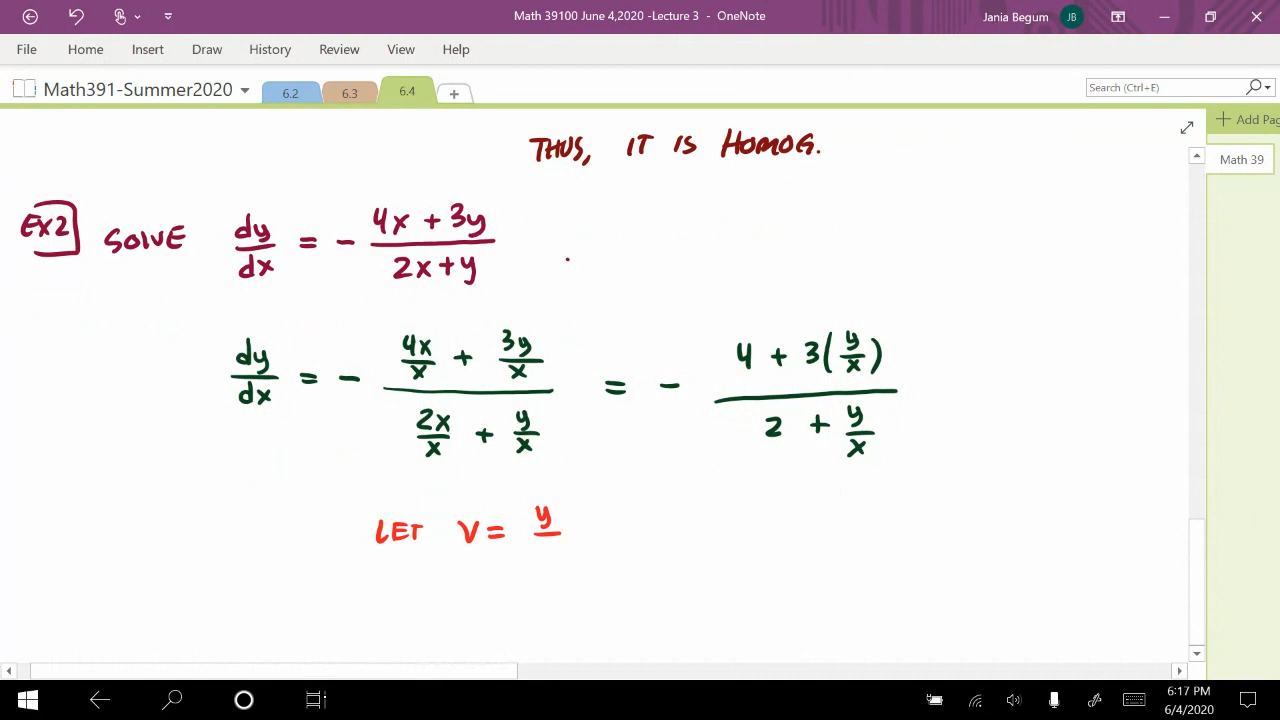 Math 39100 June 4,2020 -Lecture 3 - OneNote
Jania Begum JB
File Home Insert Draw History Review View Help
Math391-Summer2020 6.2 6.3 6.4
Search (Ctrl+E)
Add Pag
Math 39
THUS, IT IS HOMOG.
EX2 SOLVE dy/dx = - (4x + 3y)/(2x + y)
dy/dx = - (4x/x + 3y/x)/(2x/x + y/x) = - (4 + 3(y/x))/(2 + y/x)
LET V = y
6:17 PM
6/4/2020